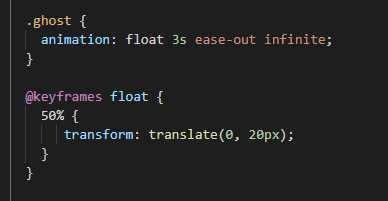 .ghost {
  animation: float 3s ease-out infinite;
}

@keyframes float {
  50% {
    transform: translate(0, 20px);
  }
}